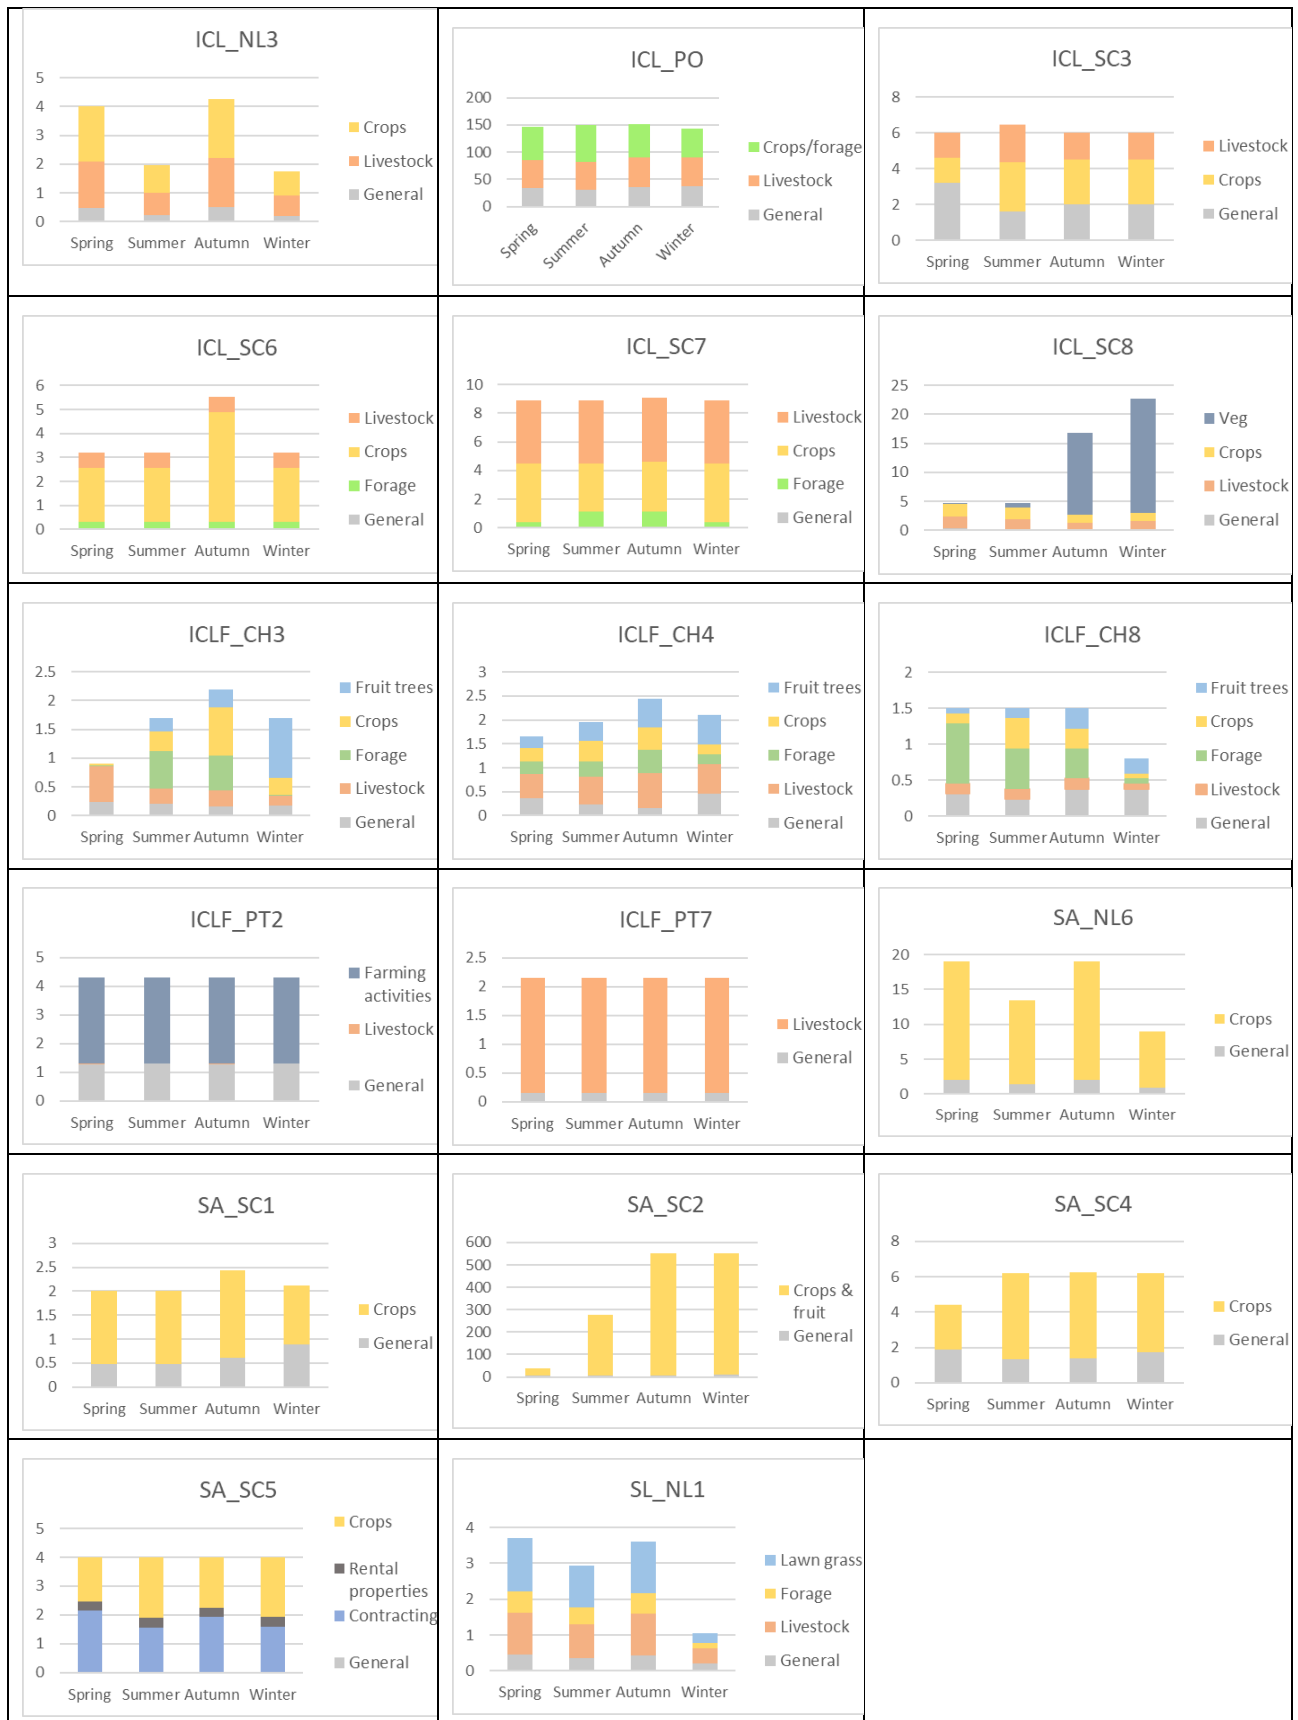 ICL_NL3
5
4
3
2
1
0
Spring Summer Autumn Winter
Crops
Livestock
General
ICL_PO
200
150
100
50
0
Spring Summer Autumn Winter
Crops/forage
Livestock
General
ICL_SC3
8
6
4
2
0
Spring Summer Autumn Winter
Livestock
Crops
General
ICL_SC6
6
5
4
3
2
1
0
Spring Summer Autumn Winter
Livestock
Crops
Forage
General
ICL_SC7
10
8
6
4
2
0
Spring Summer Autumn Winter
Livestock
Crops
Forage
General
ICL_SC8
25
20
15
10
5
0
Spring Summer Autumn Winter
Veg
Crops
Livestock
General
ICLF_CH3
2.5
2
1.5
1
0.5
0
Spring Summer Autumn Winter
Fruit trees
Crops
Forage
Livestock
General
ICLF_CH4
3
2.5
2
1.5
1
0.5
0
Spring Summer Autumn Winter
Fruit trees
Crops
Forage
Livestock
General
ICLF_CH8
2
1.5
1
0.5
0
Spring Summer Autumn Winter
Fruit trees
Crops
Forage
Livestock
General
ICLF_PT2
5
4
3
2
1
0
Spring Summer Autumn Winter
Farming
activities
Livestock
General
ICLF_PT7
2.5
2
1.5
1
0.5
0
Spring Summer Autumn Winter
Livestock
General
SA_NL6
20
15
10
5
0
Spring Summer Autumn Winter
Crops
General
SA_SC1
3
2.5
2
1.5
1
0.5
0
Spring Summer Autumn Winter
Crops
General
SA_SC2
600
500
400
300
200
100
0
Spring Summer Autumn Winter
Crops &
fruit
General
SA_SC4
8
6
4
2
0
Spring Summer Autumn Winter
Crops
General
SA_SC5
5
4
3
2
1
0
Spring Summer Autumn Winter
Crops
Rental
properties
Contracting
General
SL_NL1
4
3
2
1
0
Spring Summer Autumn Winter
Lawn grass
Forage
Livestock
General